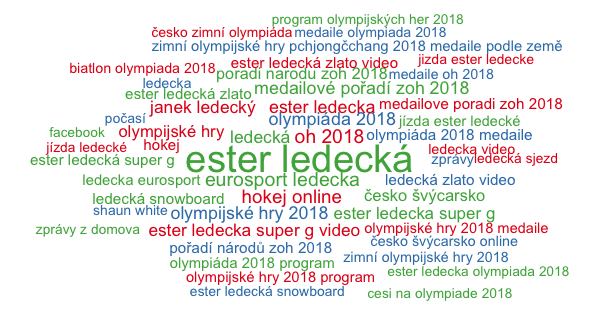 program olympijských her 2018
česko zimní olympiáda medaile olympiada 2018
zimní olympijské hry pchjongčchang 2018 medaile podle země
ester ledecká zlato video jizda ester ledecke
biatlon olympiada 2018 poradi narodu zoh 2018 medaile oh 2018
ledecka medailové pořadí zoh 2018
ester ledecká zlato
janek ledecký ester ledecka medailove poradi zoh 2018
počasí olympiáda 2018 jízda ester ledecké
facebook olympijské hry ledecká oh 2018 olympiáda 2018 medaile
jízda ledecké hokej ledecka video
ester ledecká super g ester ledecká zprávy ledecká sjezd
ledecka eurosport eurosport ledecka ledecká zlato video
ledecká snowboard hokej online česko švýcarsko
shaun white olympijské hry 2018 ester ledecka super g
zprávy z domova ester ledecka super g video olympijské hry 2018 medaile
pořadí národů zoh 2018 česko švýcarsko online
olympiáda 2018 program zimní olympijské hry 2018
olympijské hry 2018 program ester ledecka olympiada 2018
ester ledecká snowboard cesi na olympiade 2018